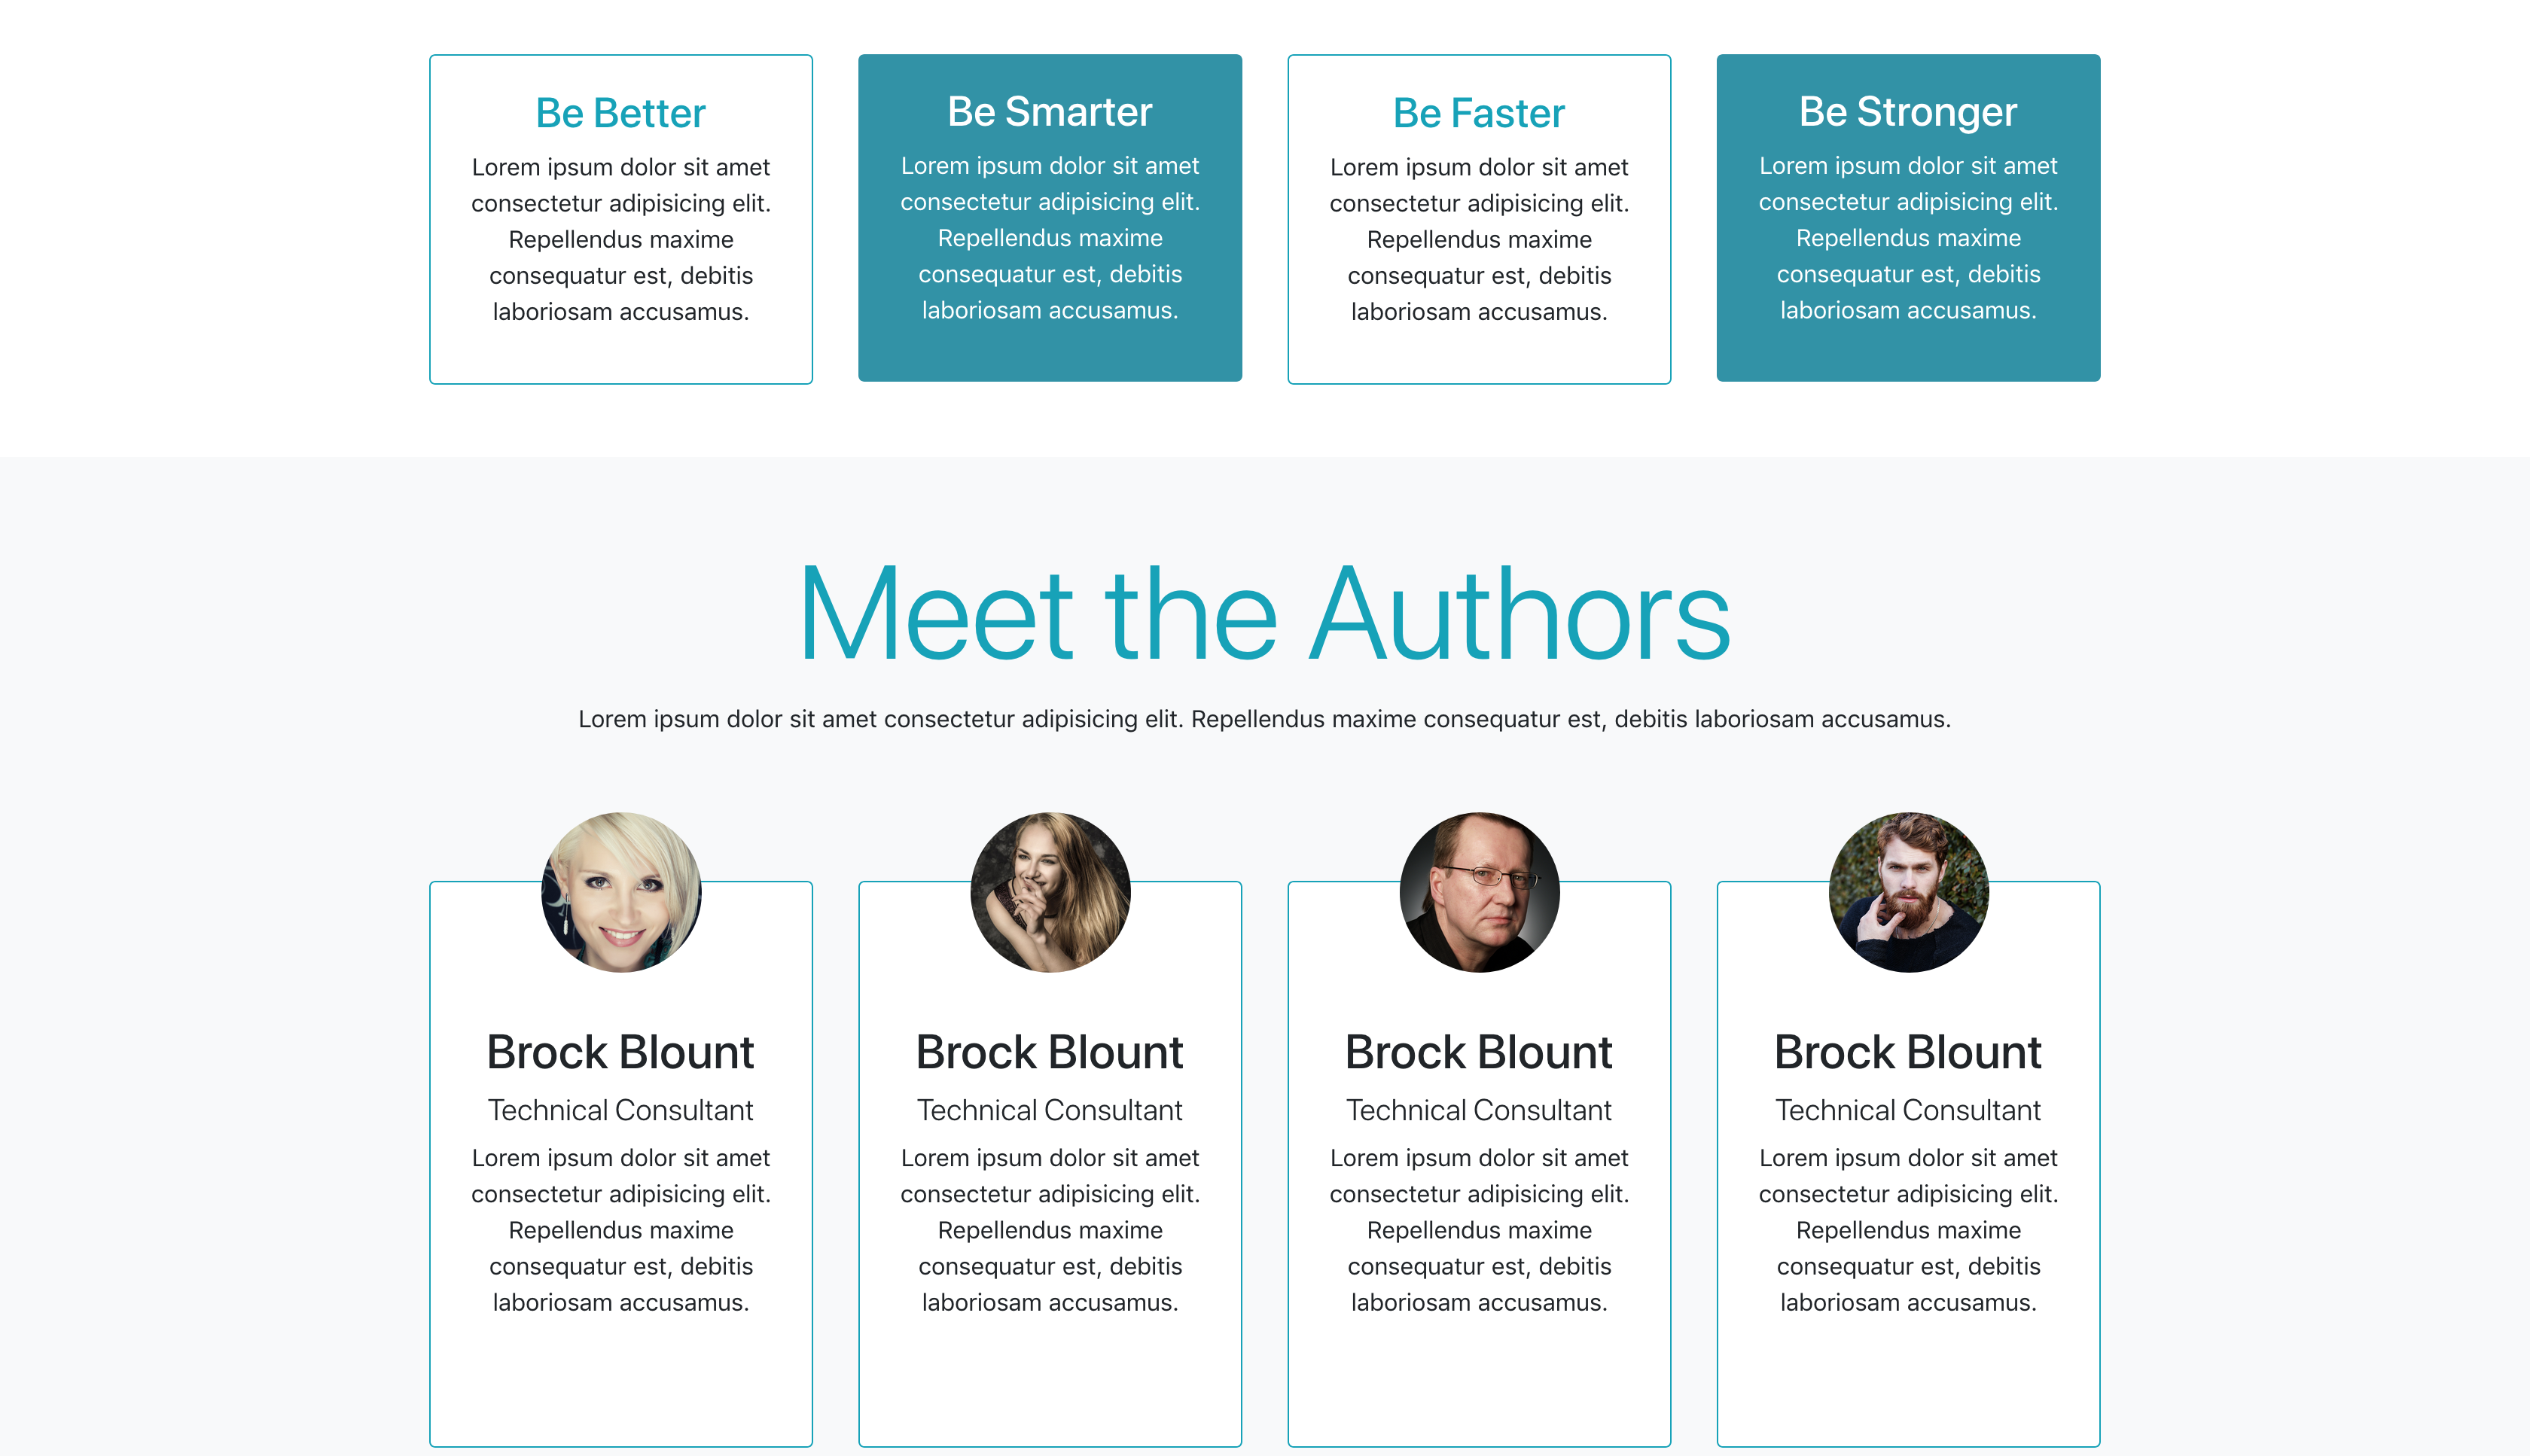 Be Better
Lorem ipsum dolor sit amet
consectetur adipisicing elit.
Repellendus maxime
consequatur est, debitis
laboriosam accusamus.
Be Smarter
Lorem ipsum dolor sit amet
consectetur adipisicing elit.
Repellendus maxime
consequatur est, debitis
laboriosam accusamus.
Be Faster
Lorem ipsum dolor sit amet
consectetur adipisicing elit.
Repellendus maxime
consequatur est, debitis
laboriosam accusamus.
Be Stronger
Lorem ipsum dolor sit amet
consectetur adipisicing elit.
Repellendus maxime
consequatur est, debitis
laboriosam accusamus.
Meet the Authors
Lorem ipsum dolor sit amet consectetur adipisicing elit. Repellendus maxime consequatur est, debitis laboriosam accusamus.
Brock Blount
Technical Consultant
Lorem ipsum dolor sit amet
consectetur adipisicing elit.
Repellendus maxime
consequatur est, debitis
laboriosam accusamus.
Brock Blount
Technical Consultant
Lorem ipsum dolor sit amet
consectetur adipisicing elit.
Repellendus maxime
consequatur est, debitis
laboriosam accusamus.
Brock Blount
Technical Consultant
Lorem ipsum dolor sit amet
consectetur adipisicing elit.
Repellendus maxime
consequatur est, debitis
laboriosam accusamus.
Brock Blount
Technical Consultant
Lorem ipsum dolor sit amet
consectetur adipisicing elit.
Repellendus maxime
consequatur est, debitis
laboriosam accusamus.